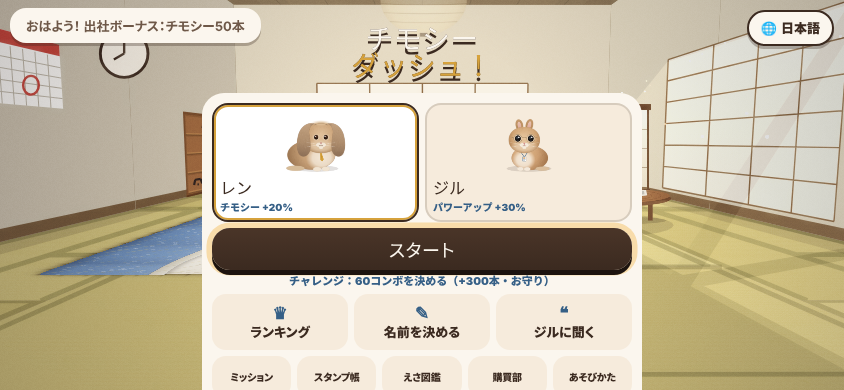 おはよう! 出社ボーナス:チモシー50本
🌐 日本語
チモシー
ダッシュ!
レン
チモシー +20%
ジル
パワーアップ +30%
スタート
チャレンジ:60コンボを決める(+300本・お守り)
ランキング
名前を決める
ジルに聞く
ミッション
スタンプ帳
えさ図鑑
購買部
あそびかた